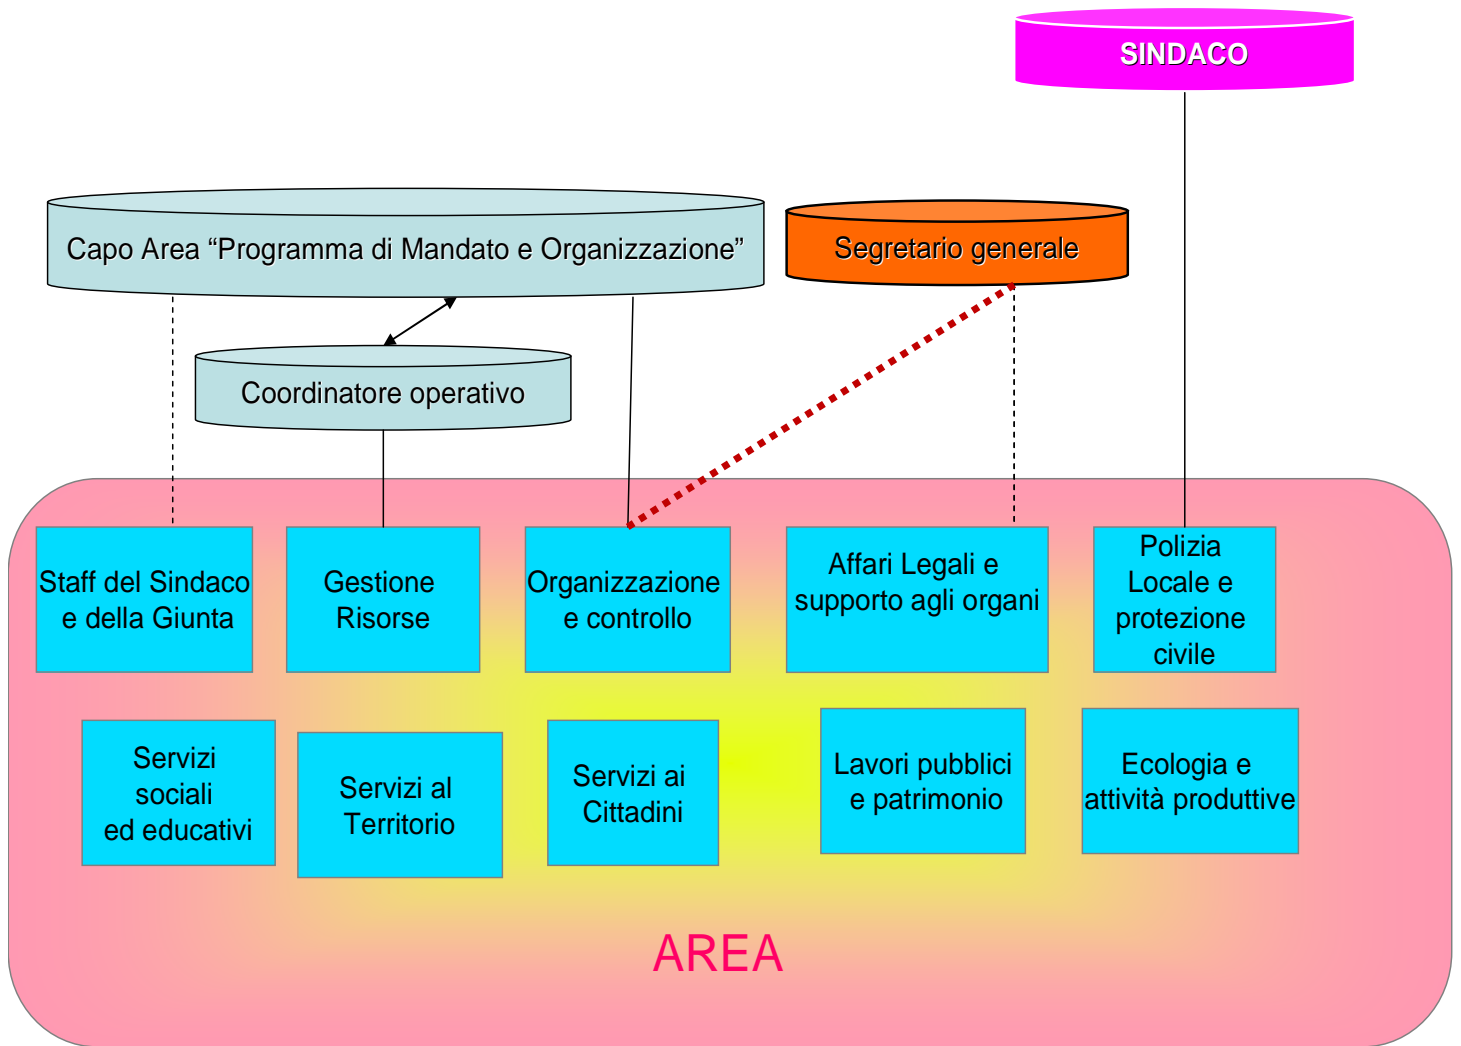 SINDACO
Capo Area “Programma di Mandato e Organizzazione”
Segretario generale
Coordinatore operativo
Staff del Sindaco
e della Giunta
Gestione
Risorse
Organizzazione
e controllo
Affari Legali e
supporto agli organi
Polizia
Locale e
protezione
civile
Servizi
sociali
ed educativi
Servizi al
Territorio
Servizi ai
Cittadini
Lavori pubblici
e patrimonio
Ecologia e
attività produttive
AREA